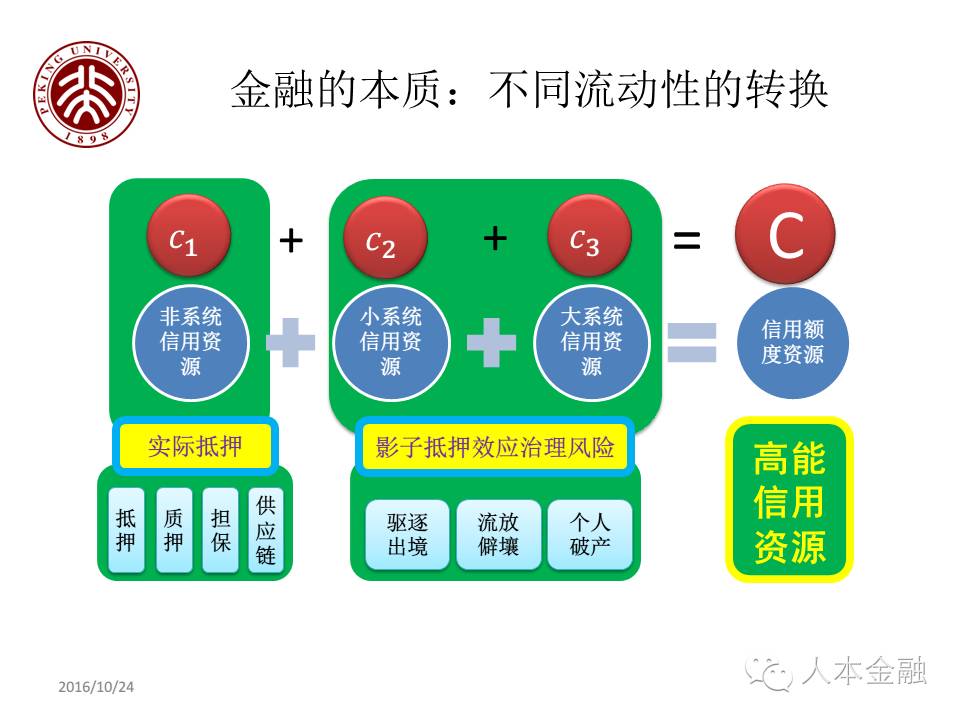 PEKING UNIVERSITY
1898
金融的本质：不同流动性的转换
c1 + c2 + c3 = C
非系统
信用资
源
小系统
信用资
源
大系统
信用资
源
信用额
度资源
实际抵押
影子抵押效应治理风险
抵
押
质
押
担
保
供
应
链
驱逐
出境
流放
僻壤
个人
破产
高能
信用
资源
2016/10/24
人本金融